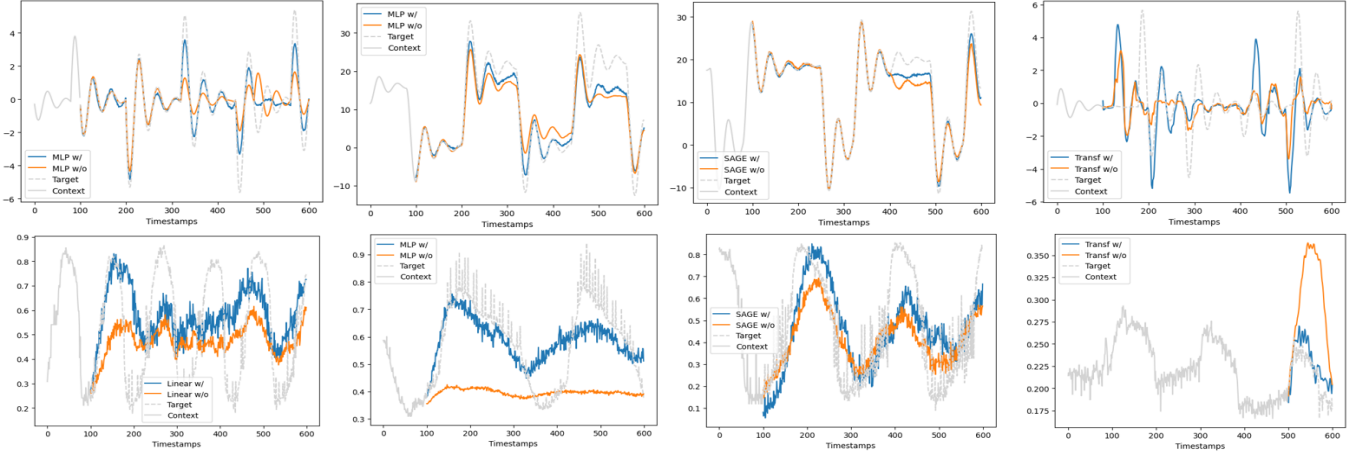 4
2
0
−2
−4
−6
MLP w/
MLP w/o
Target
Context
0 100 200 300 400 500 600
Timestamps
30
20
10
0
−10
MLP w/
MLP w/o
Target
Context
0 100 200 300 400 500 600
Timestamps
30
20
10
0
−10
SAGE w/
SAGE w/o
Target
Context
0 100 200 300 400 500 600
Timestamps
6
4
2
0
−2
−4
−6
Transf w/
Transf w/o
Target
Context
0 100 200 300 400 500 600
Timestamps
0.9
0.8
0.7
0.6
0.5
0.4
0.3
0.2
Linear w/
Linear w/o
Target
Context
0 100 200 300 400 500 600
Timestamps
MLP w/
MLP w/o
Target
Context
0.9
0.8
0.7
0.6
0.5
0.4
0.3
0 100 200 300 400 500 600
Timestamps
0.8
0.7
0.6
0.5
0.4
0.3
0.2
0.1
SAGE w/
SAGE w/o
Target
Context
0 100 200 300 400 500 600
Timestamps
Transf w/
Transf w/o
Target
Context
0.350
0.325
0.300
0.275
0.250
0.225
0.200
0.175
0 100 200 300 400 500 600
Timestamps